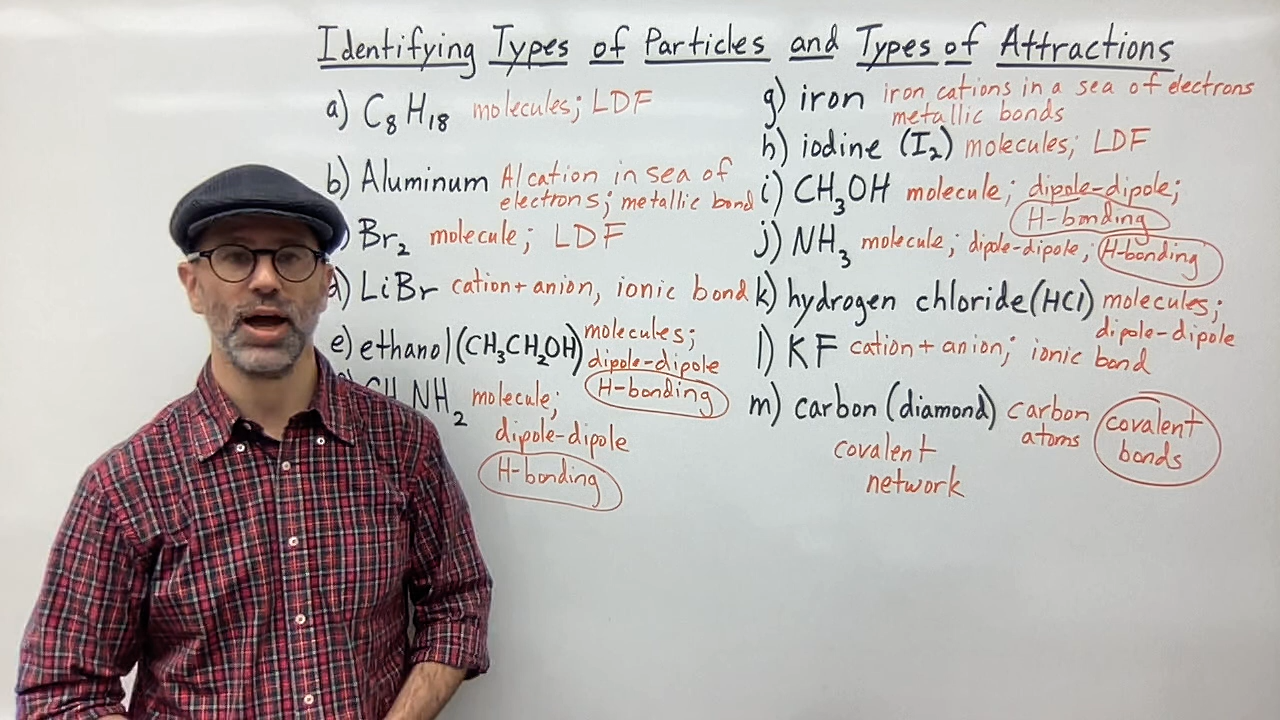 Identifying Types of Particles and Types of Attractions
a) C₈H₁₈ molecules; LDF
b) Aluminum Al cation in sea of
electrons; metallic bond
) Br₂ molecule; LDF
d) LiBr cation + anion, ionic bond
e) ethanol (CH₃CH₂OH) molecules;
dipole-dipole
H-bonding
NH₂ molecule;
dipole-dipole
H-bonding
g) iron iron cations in a sea of electrons
metallic bonds
h) iodine (I₂) molecules; LDF
i) CH₃OH molecule; dipole-dipole;
H-bonding
j) NH₃ molecule; dipole-dipole; H-bonding
k) hydrogen chloride (HCl) molecules;
dipole-dipole
l) KF cation + anion; ionic bond
m) carbon (diamond) carbon atoms covalent bonds
covalent
network